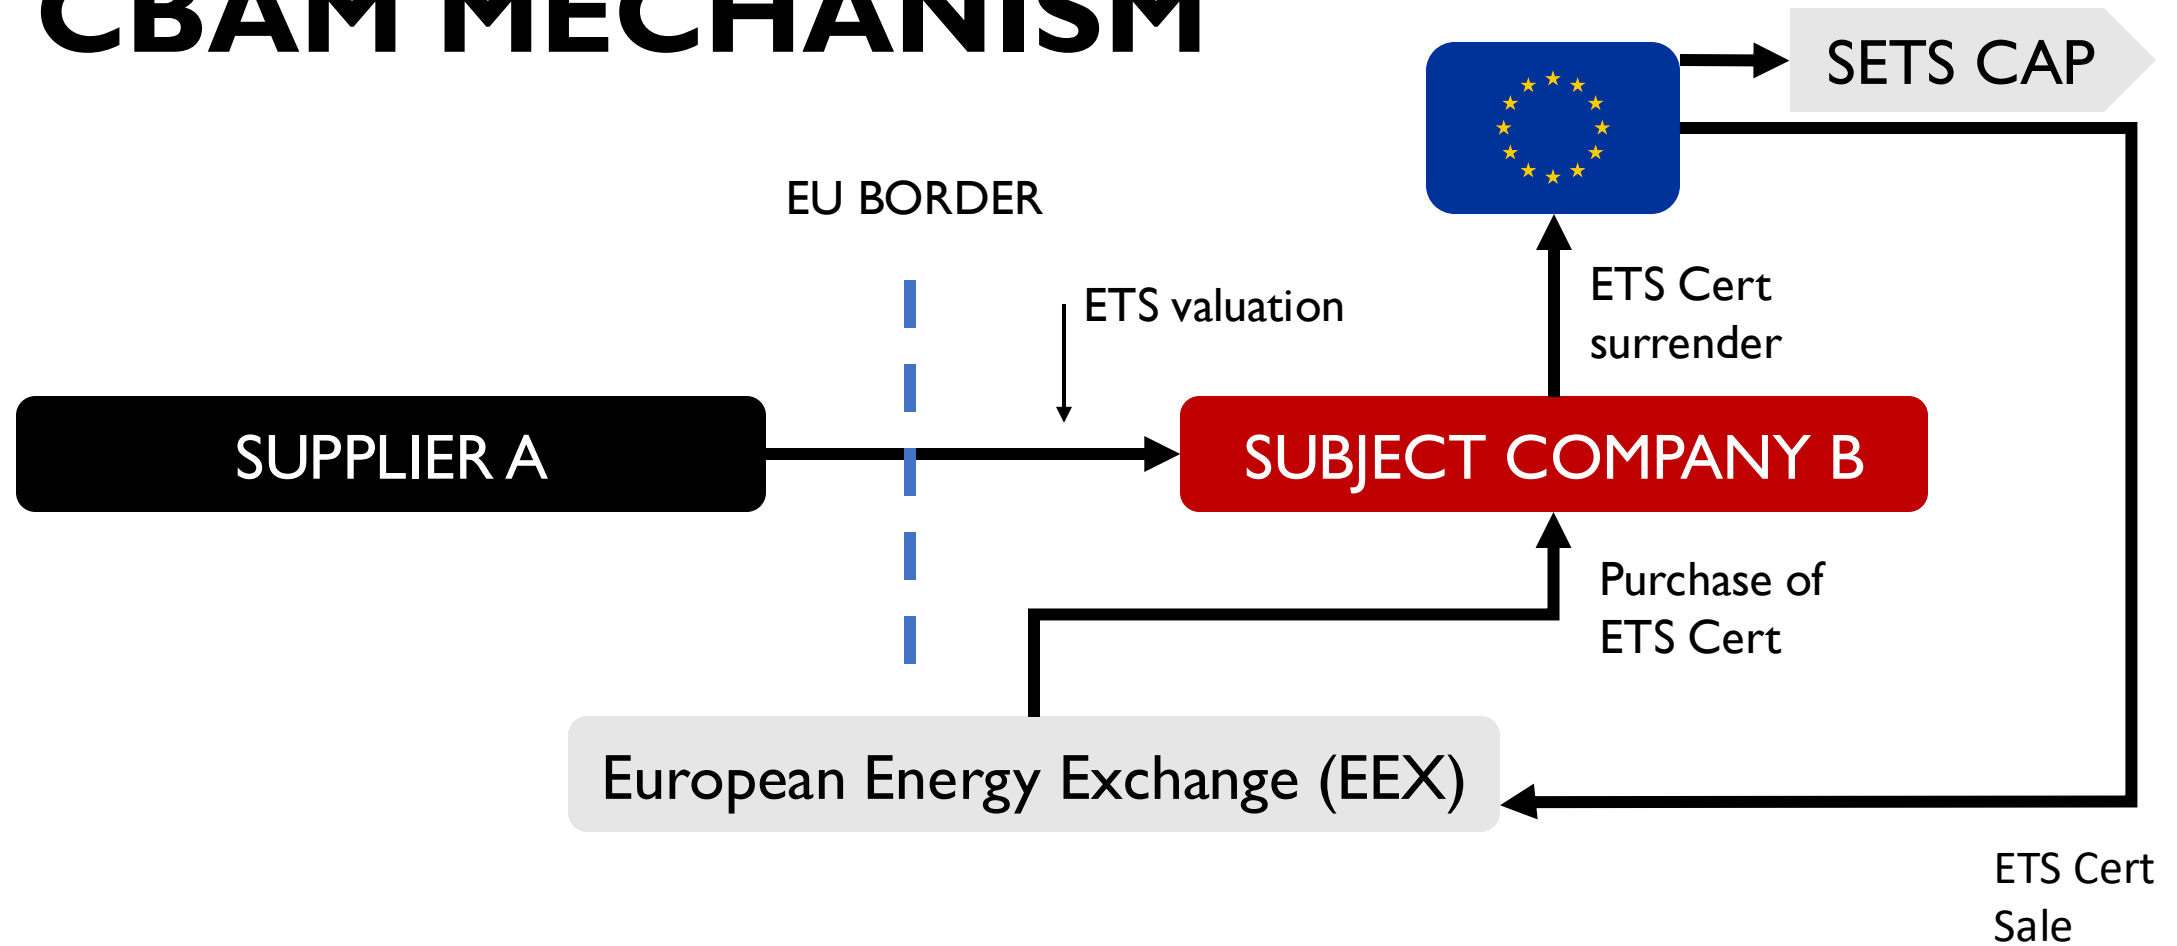 CBAM MECHANISM
SETS CAP
EU BORDER
ETS valuation
ETS Cert
surrender
SUPPLIER A
SUBJECT COMPANY B
Purchase of
ETS Cert
European Energy Exchange (EEX)
ETS Cert
Sale